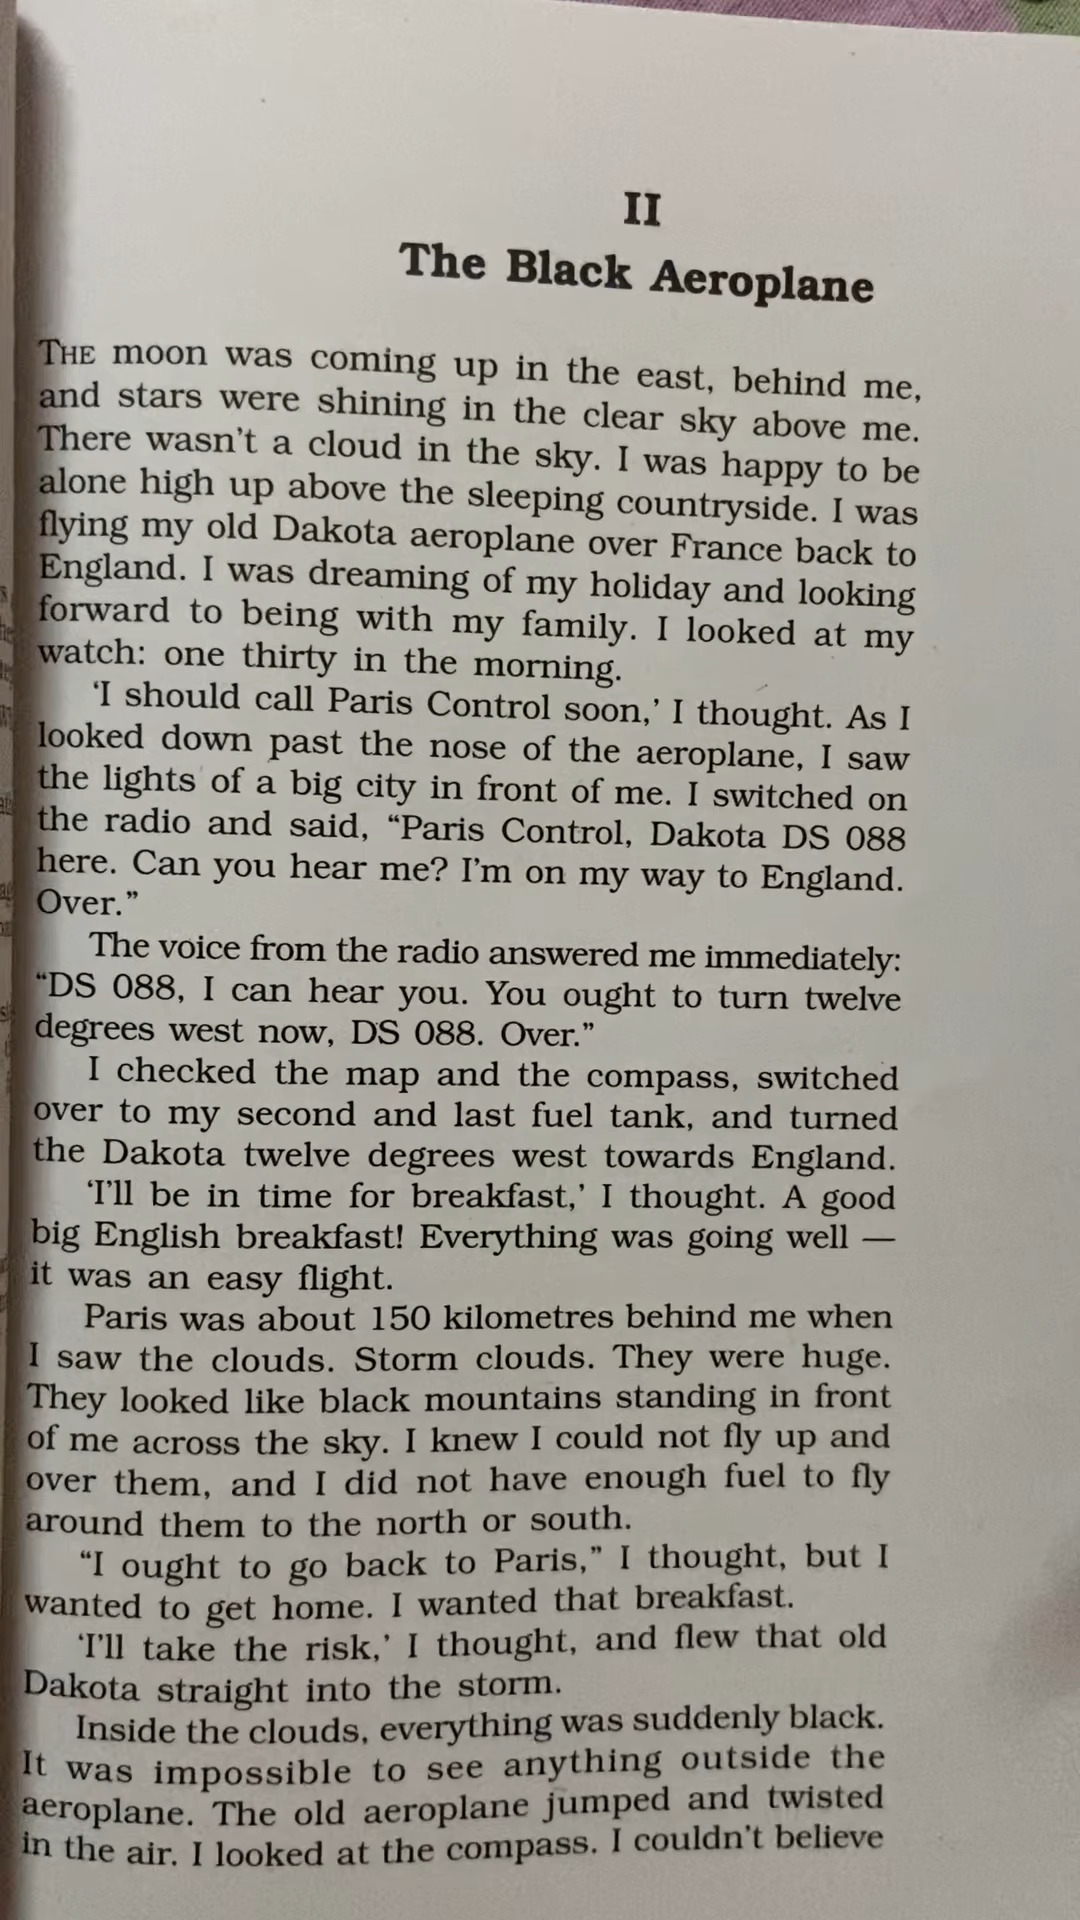 II
The Black Aeroplane
THE moon was coming up in the east, behind me,
and stars were shining in the clear sky above me.
There wasn't a cloud in the sky. I was happy to be
alone high up above the sleeping countryside. I was
flying my old Dakota aeroplane over France back to
England. I was dreaming of my holiday and looking
forward to being with my family. I looked at my
watch: one thirty in the morning.
'I should call Paris Control soon,' I thought. As I
looked down past the nose of the aeroplane, I saw
the lights of a big city in front of me. I switched on
the radio and said, “Paris Control, Dakota DS 088
here. Can you hear me? I'm on my way to England.
Over.”
The voice from the radio answered me immediately:
“DS 088, I can hear you. You ought to turn twelve
degrees west now, DS 088. Over.”
I checked the map and the compass, switched
over to my second and last fuel tank, and turned
the Dakota twelve degrees west towards England.
'I'll be in time for breakfast,' I thought. A good
big English breakfast! Everything was going well —
it was an easy flight.
Paris was about 150 kilometres behind me when
I saw the clouds. Storm clouds. They were huge.
They looked like black mountains standing in front
of me across the sky. I knew I could not fly up and
over them, and I did not have enough fuel to fly
around them to the north or south.
“I ought to go back to Paris,” I thought, but I
wanted to get home. I wanted that breakfast.
'I'll take the risk,' I thought, and flew that old
Dakota straight into the storm.
Inside the clouds, everything was suddenly black.
It was impossible to see anything outside the
aeroplane. The old aeroplane jumped and twisted
in the air. I looked at the compass. I couldn't believe